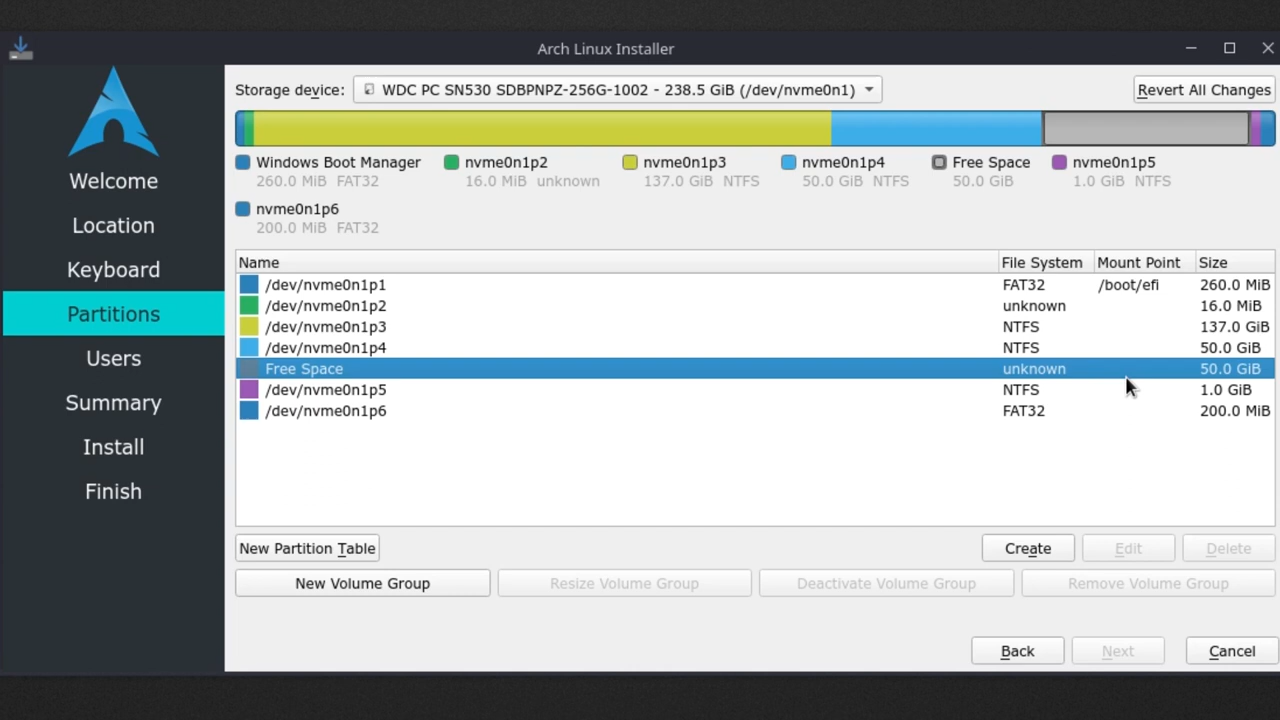 Arch Linux Installer
Storage device: WDC PC SN530 SDBPNPZ-256G-1002 - 238.5 GiB (/dev/nvme0n1) Revert All Changes
Windows Boot Manager nvme0n1p2 nvme0n1p3 nvme0n1p4 Free Space nvme0n1p5
260.0 MiB FAT32 16.0 MiB unknown 137.0 GiB NTFS 50.0 GiB NTFS 50.0 GiB 1.0 GiB NTFS
nvme0n1p6
200.0 MiB FAT32
Welcome
Location
Keyboard
Partitions
Users
Summary
Install
Finish
Name File System Mount Point Size
/dev/nvme0n1p1 FAT32 /boot/efi 260.0 MiB
/dev/nvme0n1p2 unknown 16.0 MiB
/dev/nvme0n1p3 NTFS 137.0 GiB
/dev/nvme0n1p4 NTFS 50.0 GiB
Free Space unknown 50.0 GiB
/dev/nvme0n1p5 NTFS 1.0 GiB
/dev/nvme0n1p6 FAT32 200.0 MiB
New Partition Table Create Edit Delete
New Volume Group Resize Volume Group Deactivate Volume Group Remove Volume Group
Back Next Cancel